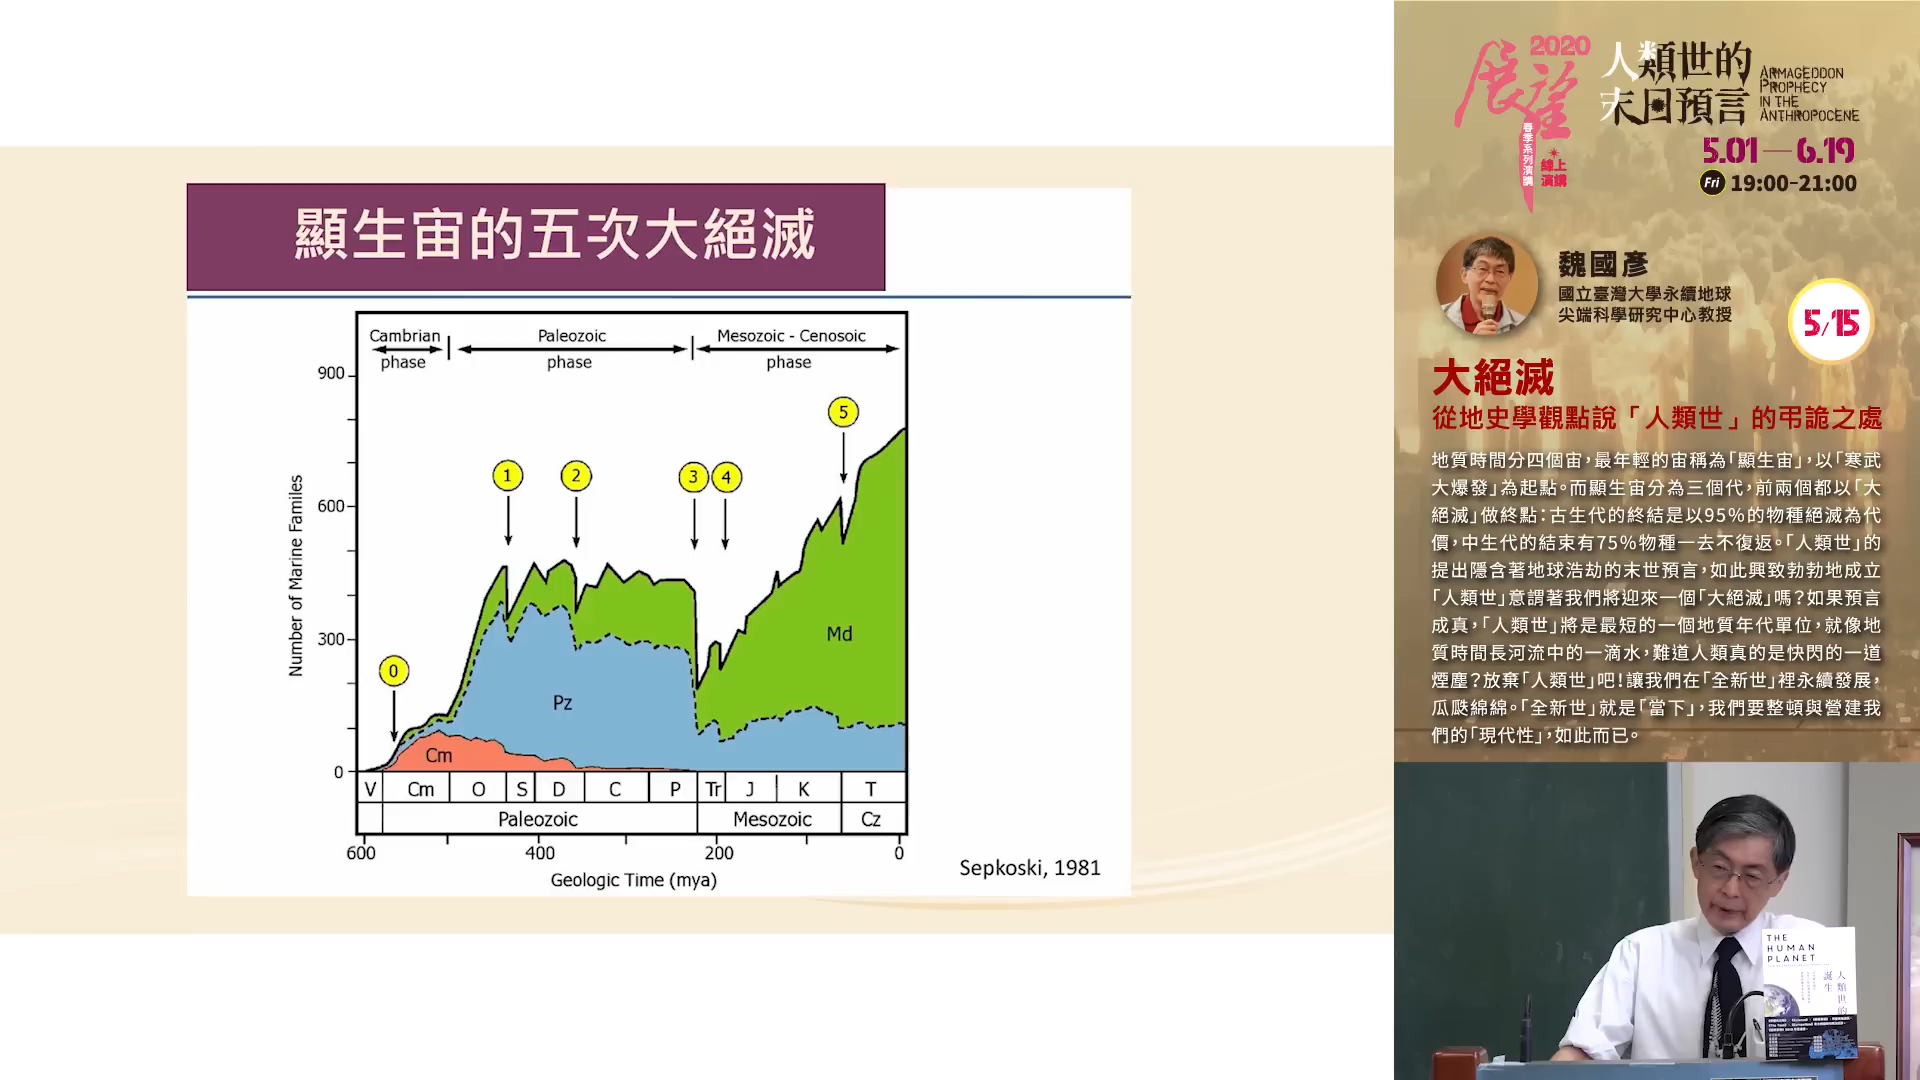 顯生宙的五次大絕滅
Cambrian phase
Paleozoic phase
Mesozoic - Cenosoic phase
Number of Marine Familes
900
600
300
0
0
1
2
3
4
5
Cm
Pz
Md
V Cm O S D C P Tr J K T
Paleozoic Mesozoic Cz
600 400 200 0
Geologic Time (mya)
Sepkoski, 1981
2020
展望
春季系列演講
線上
演講
人類世的
末日預言
ARMAGEDDON
PROPHECY
IN THE
ANTHROPOCENE
5.01—6.19
Fri 19:00-21:00
魏國彥
國立臺灣大學永續地球
尖端科學研究中心教授
5/15
大絕滅
從地史學觀點說「人類世」的弔詭之處
地質時間分四個宙，最年輕的宙稱為「顯生宙」，以「寒武
大爆發」為起點。而顯生宙分為三個代，前兩個都以「大
絕滅」做終點：古生代的終結是以95%的物種絕滅為代
價，中生代的結束有75%物種一去不復返。「人類世」的
提出隱含著地球浩劫的末世預言，如此興致勃勃地成立
「人類世」意謂著我們將迎來一個「大絕滅」嗎？如果預言
成真，「人類世」將是最短的一個地質年代單位，就像地
質時間長河流中的一滴水，難道人類真的是快閃的一道
煙塵？放棄「人類世」吧！讓我們在「全新世」裡永續發展，
瓜瓞綿綿。「全新世」就是「當下」，我們要整頓與營建我
們的「現代性」，如此而已。
THE
HUMAN
PLANET
人類世的
誕生